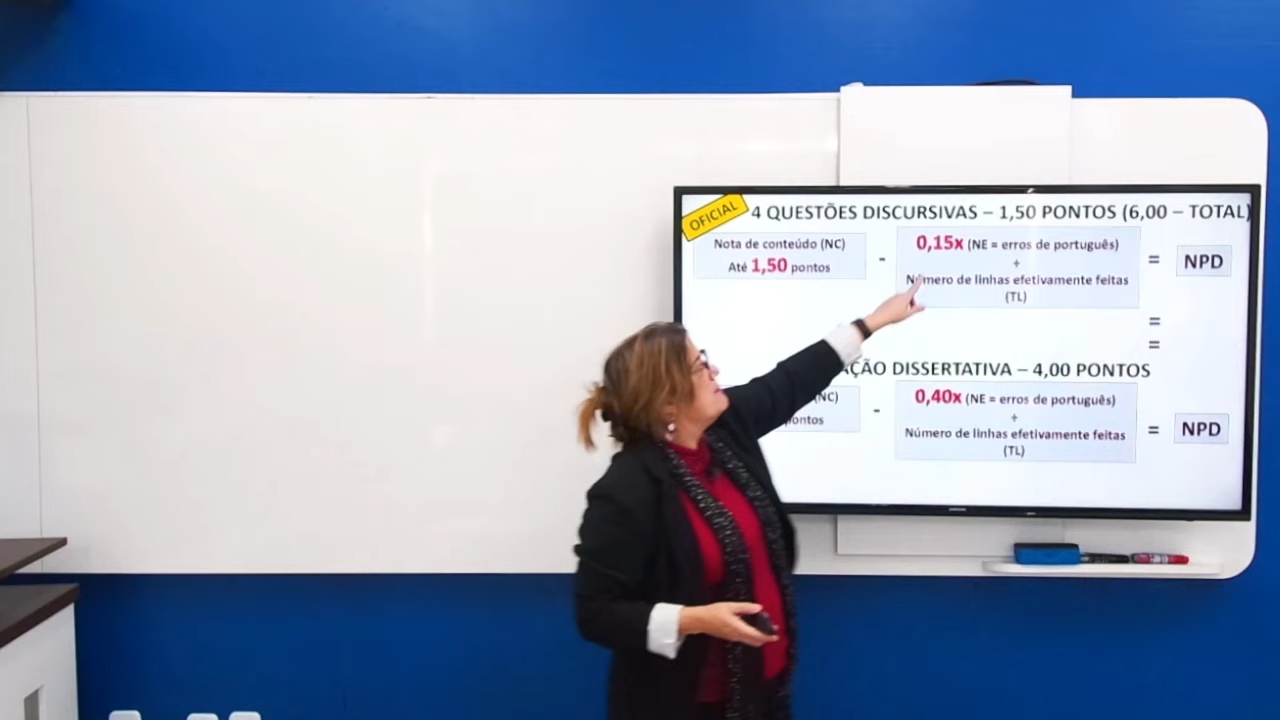 OFICIAL
4 QUESTÕES DISCURSIVAS – 1,50 PONTOS (6,00 – TOTAL)
Nota de conteúdo (NC)
Até 1,50 pontos
-
0,15x (NE = erros de português)
+
Número de linhas efetivamente feitas
(TL)
=
NPD
=
=
DISSERTATIVA – 4,00 PONTOS
(NC)
pontos
-
0,40x (NE = erros de português)
+
Número de linhas efetivamente feitas
(TL)
=
NPD